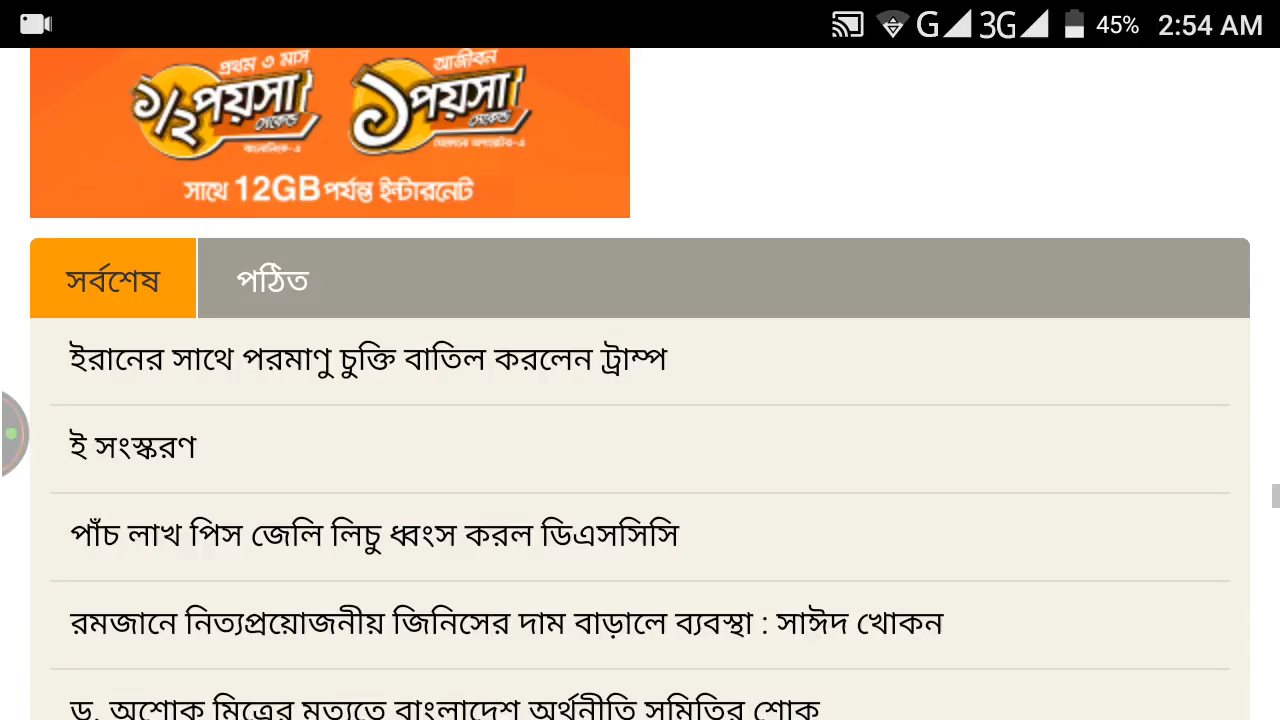 45% 2:54 AM
প্রথম ৩ মাস
১/২ পয়সা
সেকেন্ড
বাংলালিংক-এ
আজীবন
১ পয়সা
সেকেন্ড
যেকোনো অপারেটর-এ
সাথে 12GB পর্যন্ত ইন্টারনেট
সর্বশেষ পঠিত
ইরানের সাথে পরমাণু চুক্তি বাতিল করলেন ট্রাম্প
ই সংস্করণ
পাঁচ লাখ পিস জেলি লিচু ধ্বংস করল ডিএসসিসি
রমজানে নিত্যপ্রয়োজনীয় জিনিসের দাম বাড়ালে ব্যবস্থা : সাঈদ খোকন
ড. অশোক মিত্রের মৃত্যুতে বাংলাদেশ অর্থনীতি সমিতির শোক